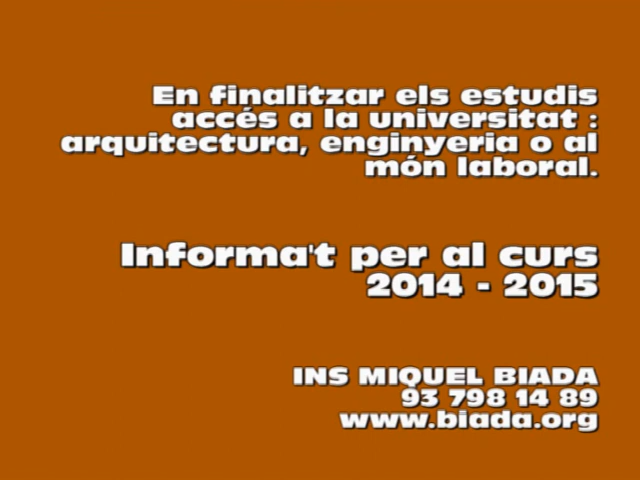 En finalitzar els estudis
accés a la universitat :
arquitectura, enginyeria o al
món laboral.
Informa't per al curs
2014 - 2015
INS MIQUEL BIADA
93 798 14 89
www.biada.org